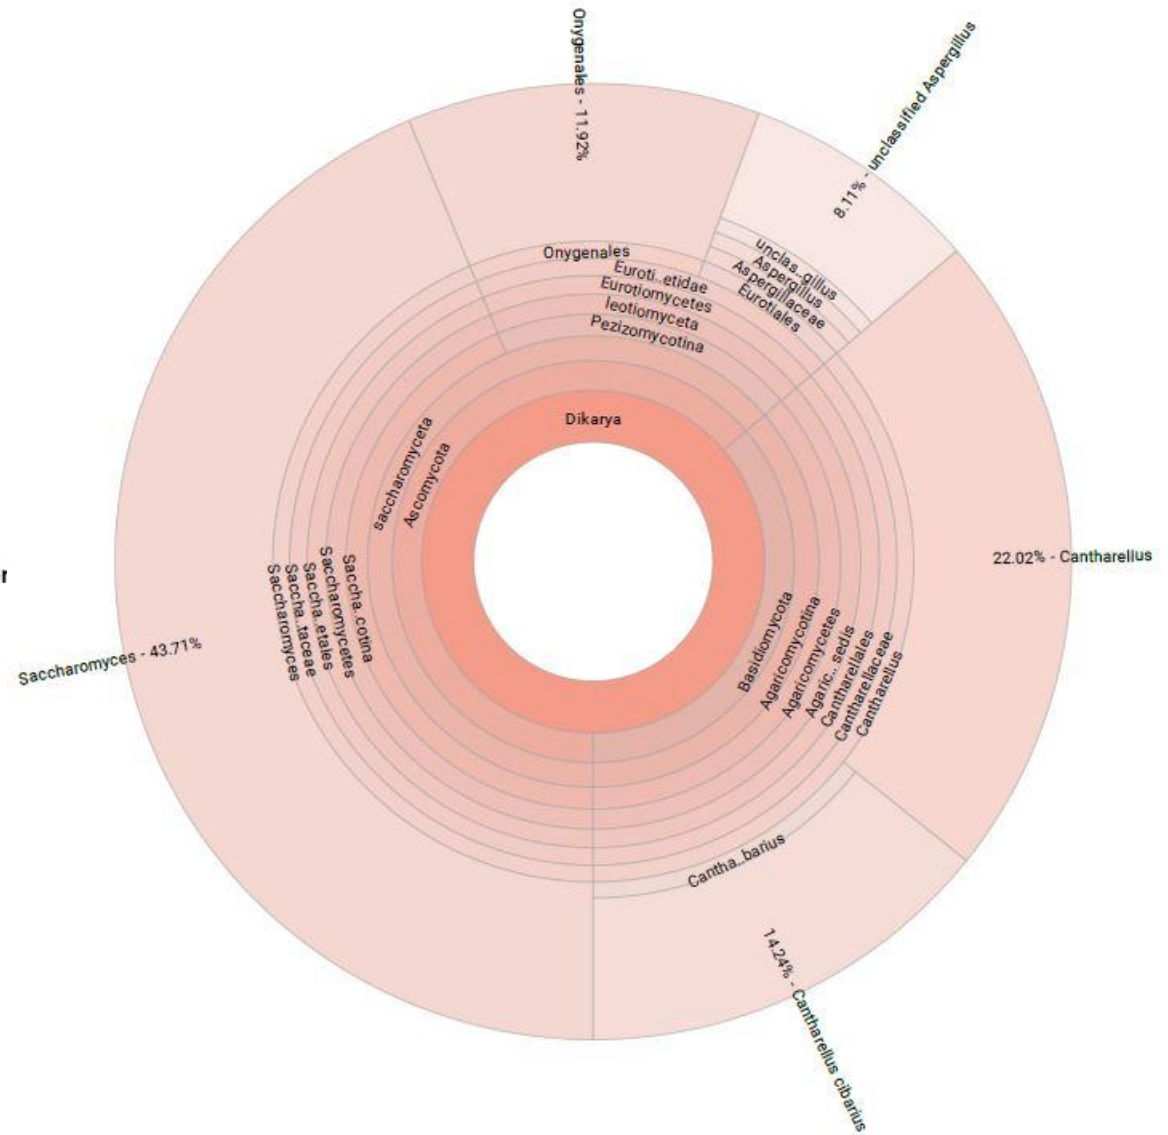 Onygenales - 11.92%
8.11% - unclassified Aspergillus
unclas..gillus
Aspergillus
Aspergillaceae
Eurotiales
Onygenales
Euroti..etidae
Eurotiomycetes
leotiomyceta
Pezizomycotina
Dikarya
saccharomyceta
Ascomycota
22.02% - Cantharellus
Saccha..cotina
Saccharomycetes
Saccha..etales
Saccha..taceae
Saccharomyces
Saccharomyces - 43.71%
Basidiomycota
Agaricomycotina
Agaricomycetes
Agaric... sedis
Cantharellales
Cantharellaceae
Cantharellus
Cantha..barius
14.24% - Cantharellus cibarius